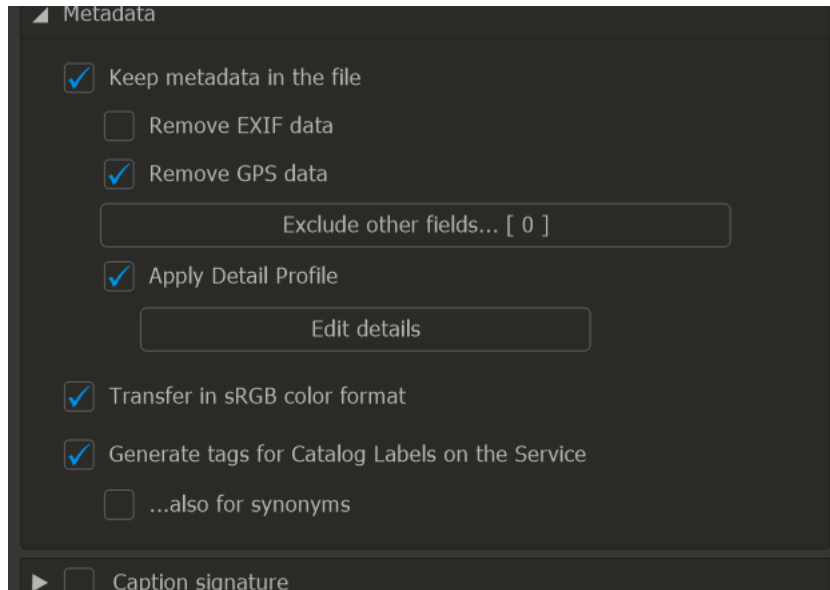 Metadata
Keep metadata in the file
Remove EXIF data
Remove GPS data
Exclude other fields... [ 0 ]
Apply Detail Profile
Edit details
Transfer in sRGB color format
Generate tags for Catalog Labels on the Service
...also for synonyms
Caption signature